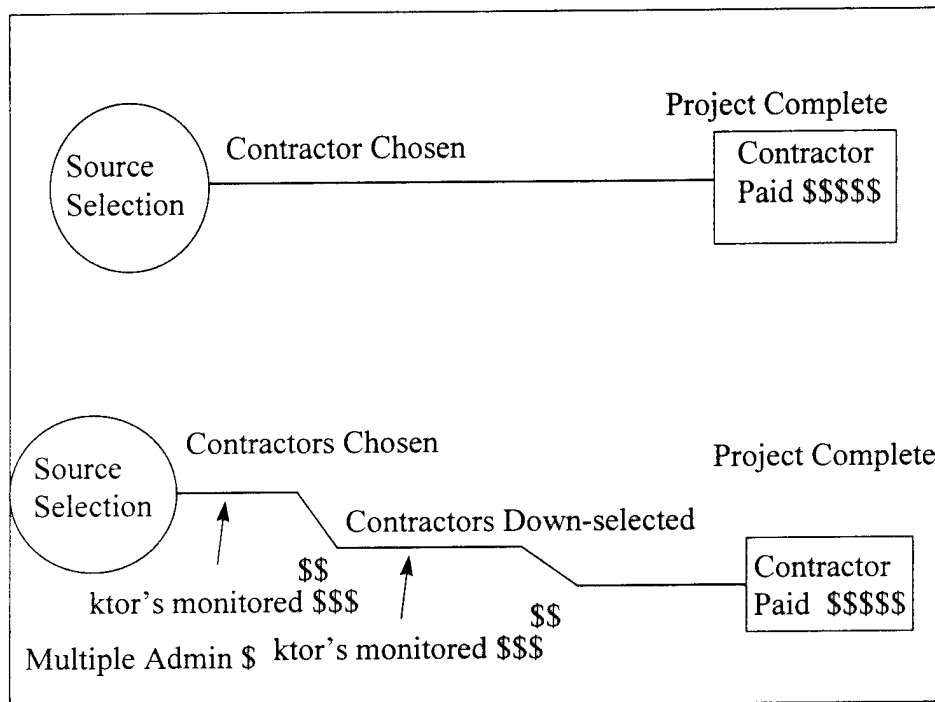 Project Complete
Source
Selection
Contractor Chosen
Contractor
Paid $$$$$
Contractors Chosen
Project Complete
Source
Selection
Contractors Down-selected
$$
ktor's monitored $$$
Contractor
Paid $$$$$
$$
ktor's monitored $$$
Multiple Admin $